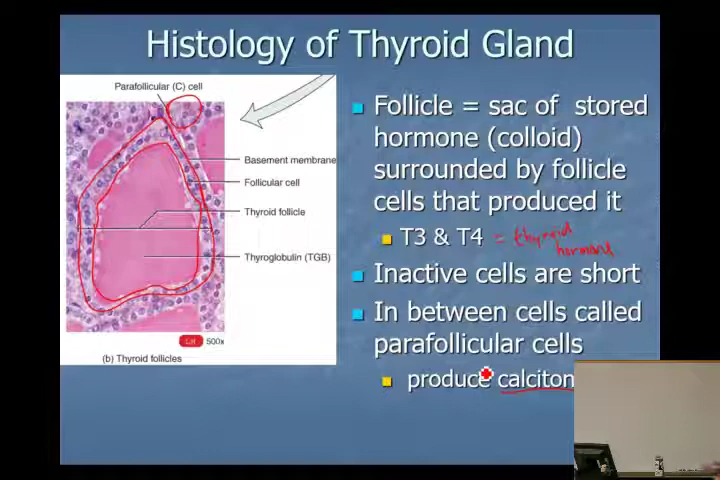 Histology of Thyroid Gland
Parafollicular (C) cell
Basement membrane
Follicular cell
Thyroid follicle
Thyroglobulin (TGB)
LM 500x
(b) Thyroid follicles
Follicle = sac of stored
hormone (colloid)
surrounded by follicle
cells that produced it
T3 & T4 = thyroid
hormone
Inactive cells are short
In between cells called
parafollicular cells
produce calciton